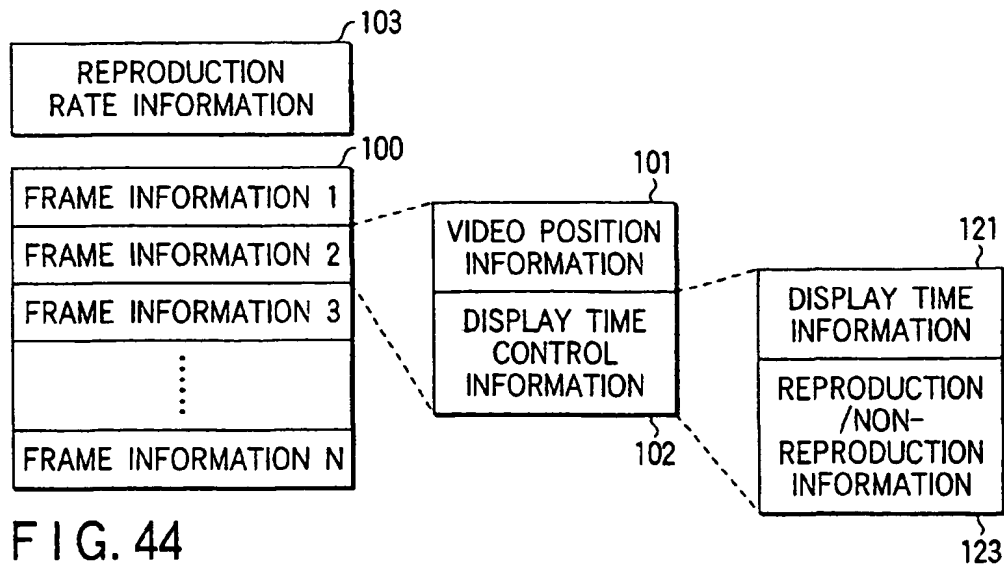 103
REPRODUCTION
RATE INFORMATION
100
FRAME INFORMATION 1
FRAME INFORMATION 2
FRAME INFORMATION 3
FRAME INFORMATION N
101
VIDEO POSITION
INFORMATION
DISPLAY TIME
CONTROL
INFORMATION
102
121
DISPLAY TIME
INFORMATION
REPRODUCTION
/NON-
REPRODUCTION
INFORMATION
123
FIG. 44